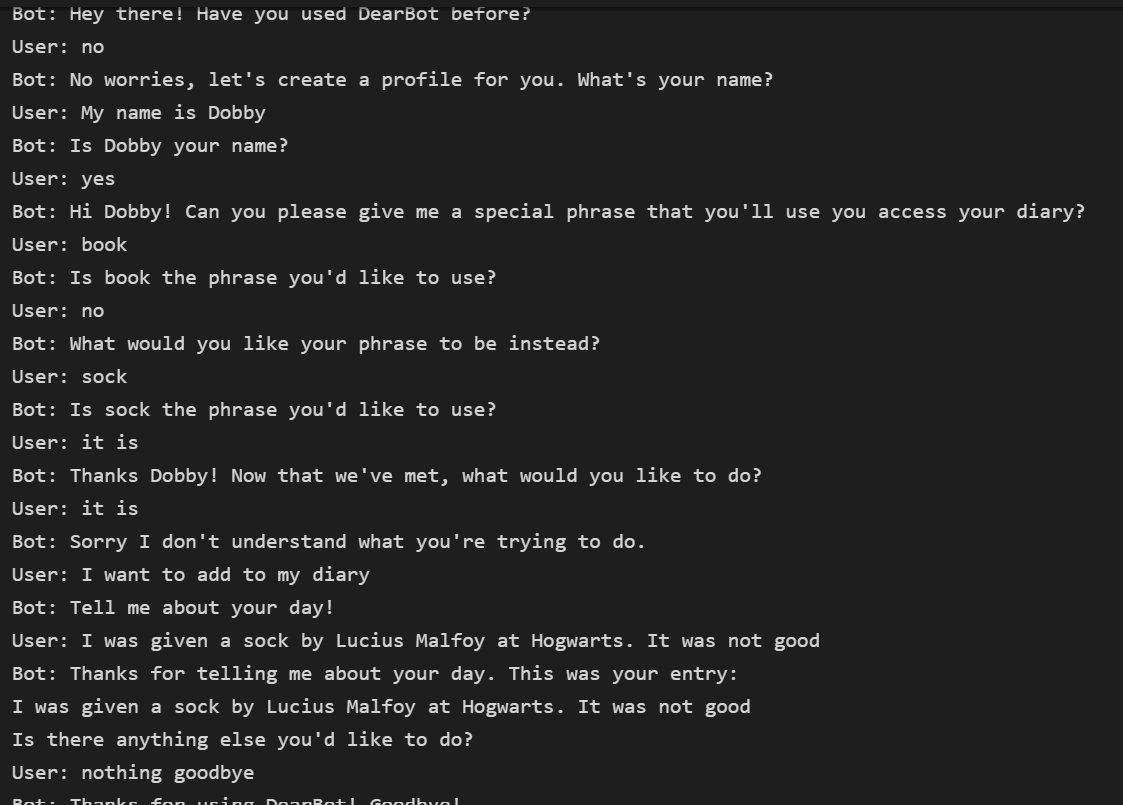 Bot: Hey there! Have you used DearBot before?
User: no
Bot: No worries, let's create a profile for you. What's your name?
User: My name is Dobby
Bot: Is Dobby your name?
User: yes
Bot: Hi Dobby! Can you please give me a special phrase that you'll use you access your diary?
User: book
Bot: Is book the phrase you'd like to use?
User: no
Bot: What would you like your phrase to be instead?
User: sock
Bot: Is sock the phrase you'd like to use?
User: it is
Bot: Thanks Dobby! Now that we've met, what would you like to do?
User: it is
Bot: Sorry I don't understand what you're trying to do.
User: I want to add to my diary
Bot: Tell me about your day!
User: I was given a sock by Lucius Malfoy at Hogwarts. It was not good
Bot: Thanks for telling me about your day. This was your entry:
I was given a sock by Lucius Malfoy at Hogwarts. It was not good
Is there anything else you'd like to do?
User: nothing goodbye
Bot: Thanks for using DearBot! Goodbye!